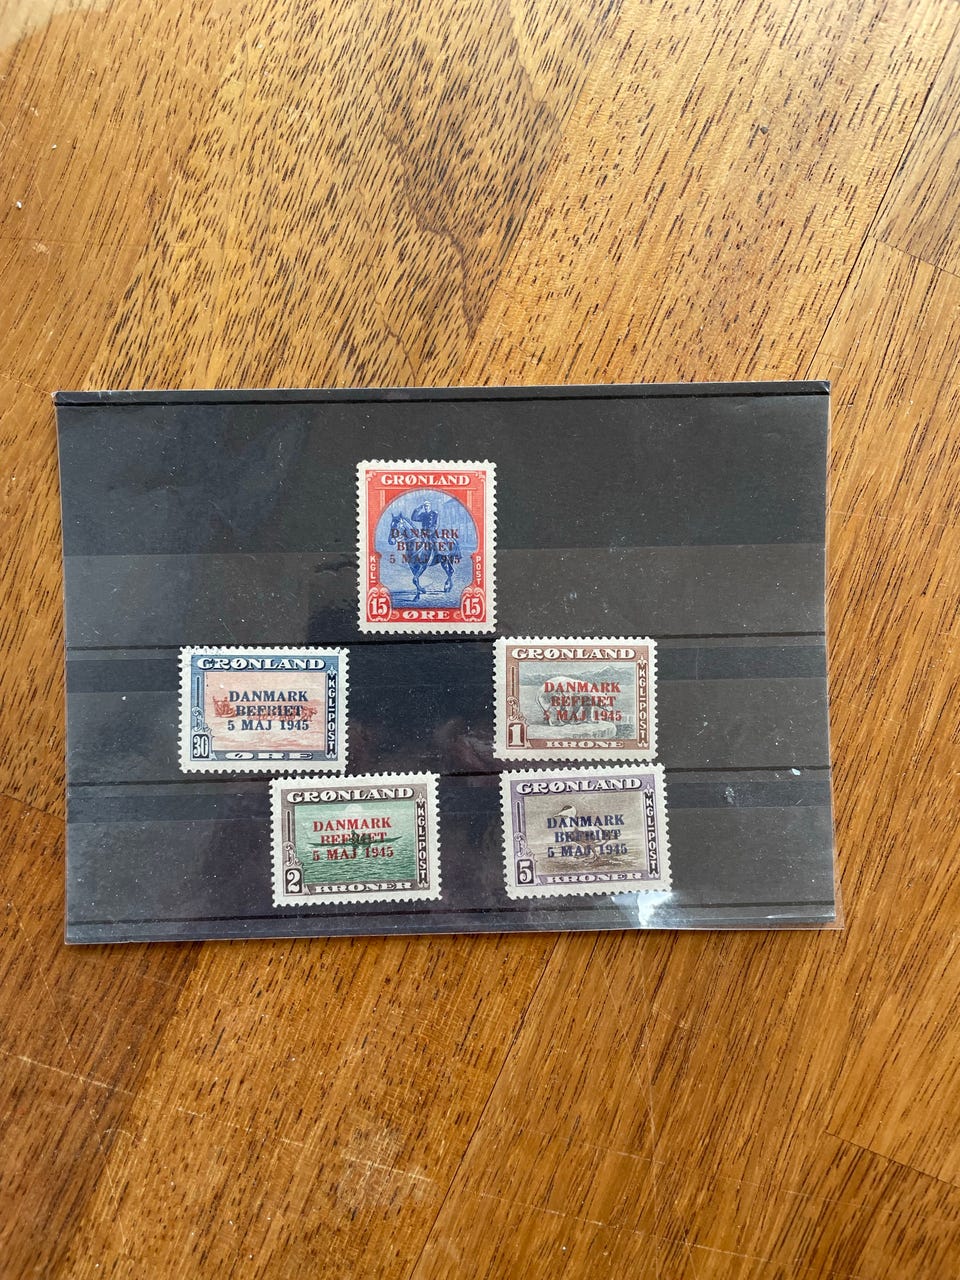 GRØNLAND
DANMARK
BEFRIET
5 MAJ 1945
KGL-
POST
15 ØRE 15
GRØNLAND
DANMARK
BEFRIET
5 MAJ 1945
KGL-POST
30 ØRE
GRØNLAND
DANMARK
BEFRIET
5 MAJ 1945
KGL-POST
1 KRONE
GRØNLAND
DANMARK
BEFRIET
5 MAJ 1945
KGL-POST
2 KRONER
GRØNLAND
DANMARK
BEFRIET
5 MAJ 1945
KGL-POST
5 KRONER